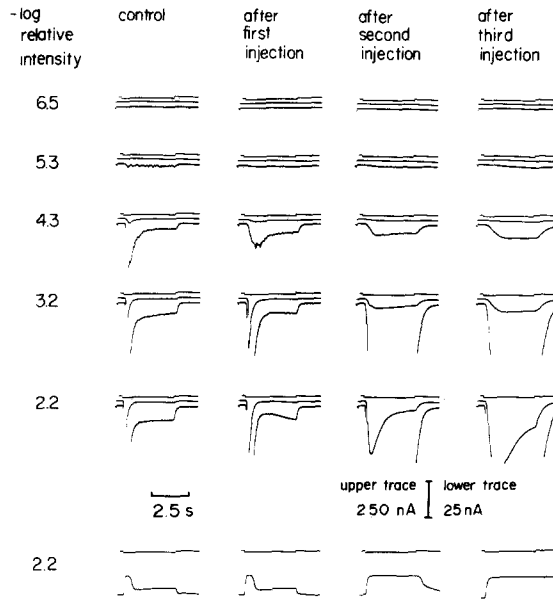 -log relative intensity
control
after first injection
after second injection
after third injection
6.5
5.3
4.3
3.2
2.2
2.5 s
upper trace
250 nA
lower trace
25 nA
2.2